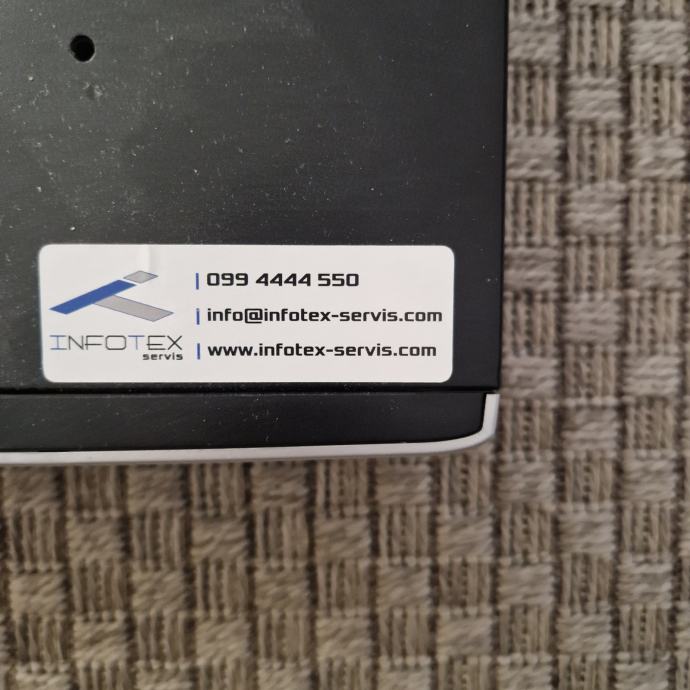 INFOTEX
servis
| 099 4444 550
| info@infotex-servis.com
| www.infotex-servis.com